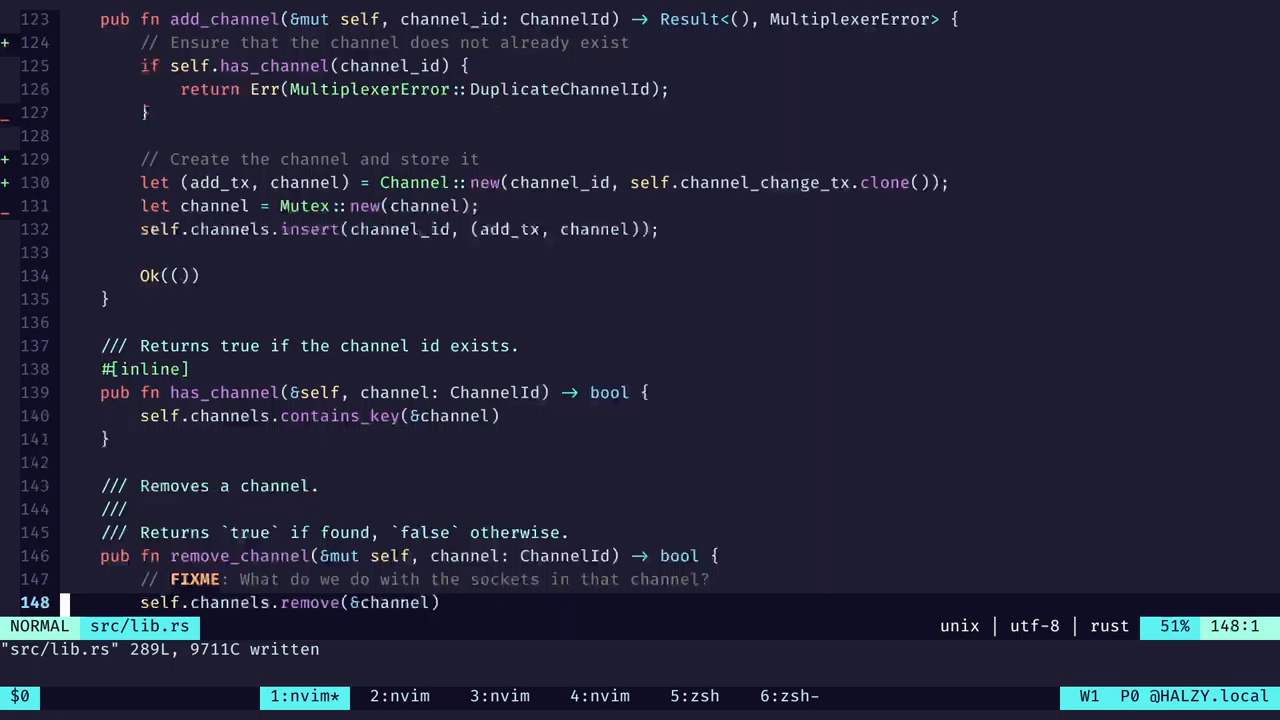 123     pub fn add_channel(&mut self, channel_id: ChannelId) -> Result<(), MultiplexerError> {
+ 124         // Ensure that the channel does not already exist
125         if self.has_channel(channel_id) {
126             return Err(MultiplexerError::DuplicateChannelId);
_ 127         }
128
+ 129         // Create the channel and store it
+ 130         let (add_tx, channel) = Channel::new(channel_id, self.channel_change_tx.clone());
_ 131         let channel = Mutex::new(channel);
132         self.channels.insert(channel_id, (add_tx, channel));
133
134         Ok(())
135     }
136
137     /// Returns true if the channel id exists.
138     #[inline]
139     pub fn has_channel(&self, channel: ChannelId) -> bool {
140         self.channels.contains_key(&channel)
141     }
142
143     /// Removes a channel.
144     ///
145     /// Returns `true` if found, `false` otherwise.
146     pub fn remove_channel(&mut self, channel: ChannelId) -> bool {
147         // FIXME: What do we do with the sockets in that channel?
148         self.channels.remove(&channel)
NORMAL src/lib.rs unix | utf-8 | rust 51% 148:1
"src/lib.rs" 289L, 9711C written
$0 1:nvim* 2:nvim 3:nvim 4:nvim 5:zsh 6:zsh- W1 P0 @HALZY.local